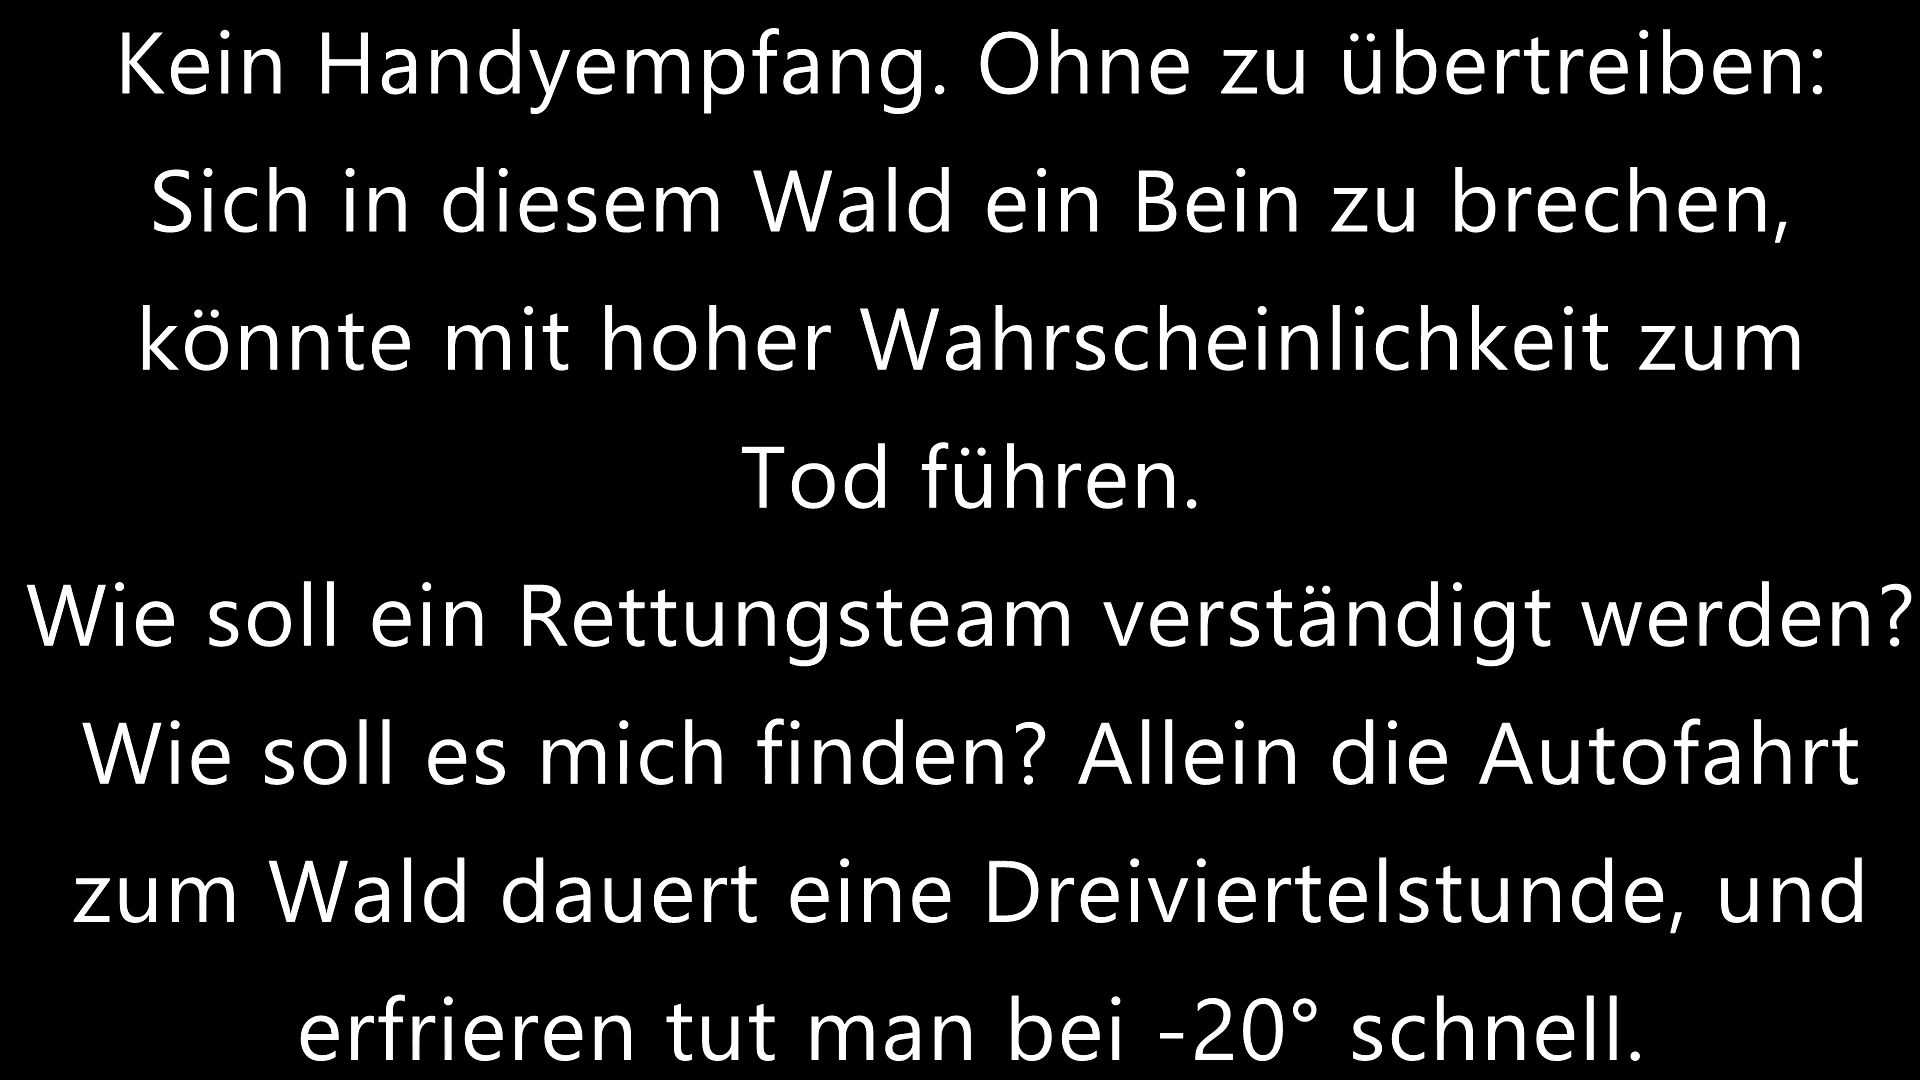 Kein Handyempfang. Ohne zu übertreiben:
Sich in diesem Wald ein Bein zu brechen,
könnte mit hoher Wahrscheinlichkeit zum
Tod führen.
Wie soll ein Rettungsteam verständigt werden?
Wie soll es mich finden? Allein die Autofahrt
zum Wald dauert eine Dreiviertelstunde, und
erfrieren tut man bei -20° schnell.